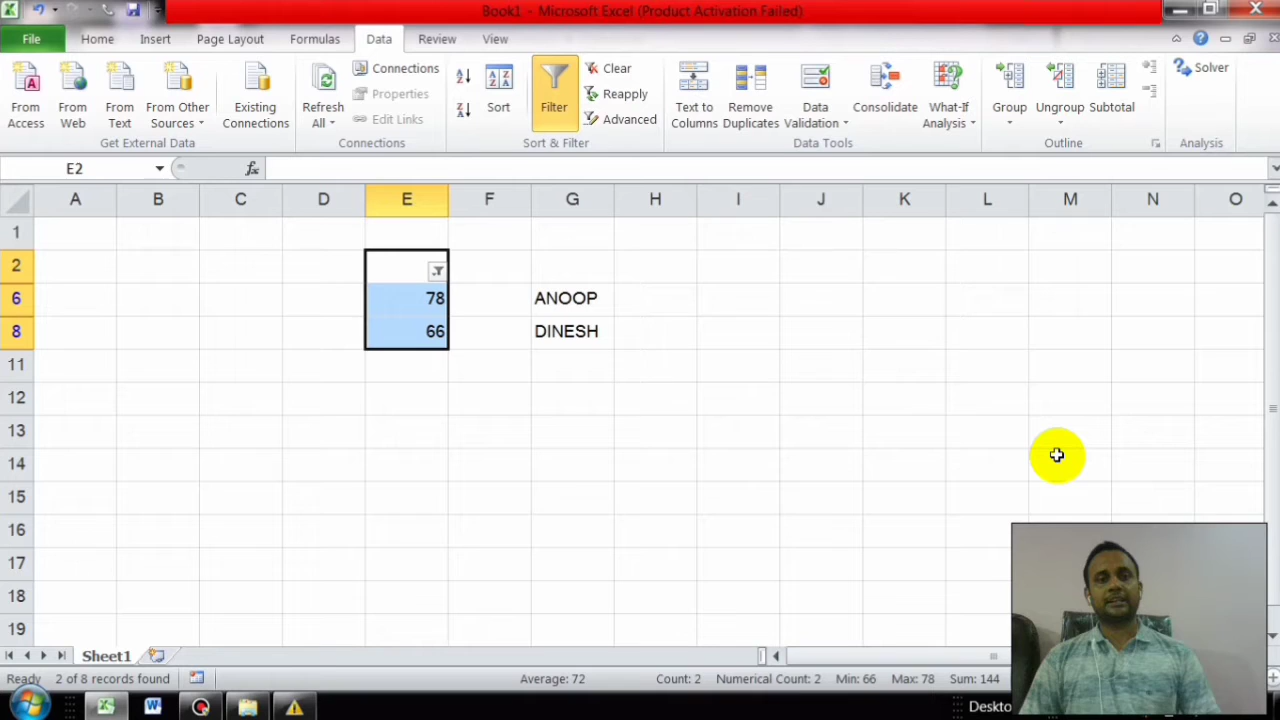 Book1 - Microsoft Excel (Product Activation Failed)
File Home Insert Page Layout Formulas Data Review View
From Access
From Web
From Text
From Other Sources
Existing Connections
Refresh All
Connections
Properties
Edit Links
Sort
Filter
Clear
Reapply
Advanced
Text to Columns
Remove Duplicates
Data Validation
Consolidate
What-If Analysis
Group
Ungroup
Subtotal
Solver
Get External Data Connections Sort & Filter Data Tools Outline Analysis
E2 fx
A B C D E F G H I J K L M N O
1
2
6 78 ANOOP
8 66 DINESH
11
12
13
14
15
16
17
18
19
Sheet1
Ready 2 of 8 records found Average: 72 Count: 2 Numerical Count: 2 Min: 66 Max: 78 Sum: 144